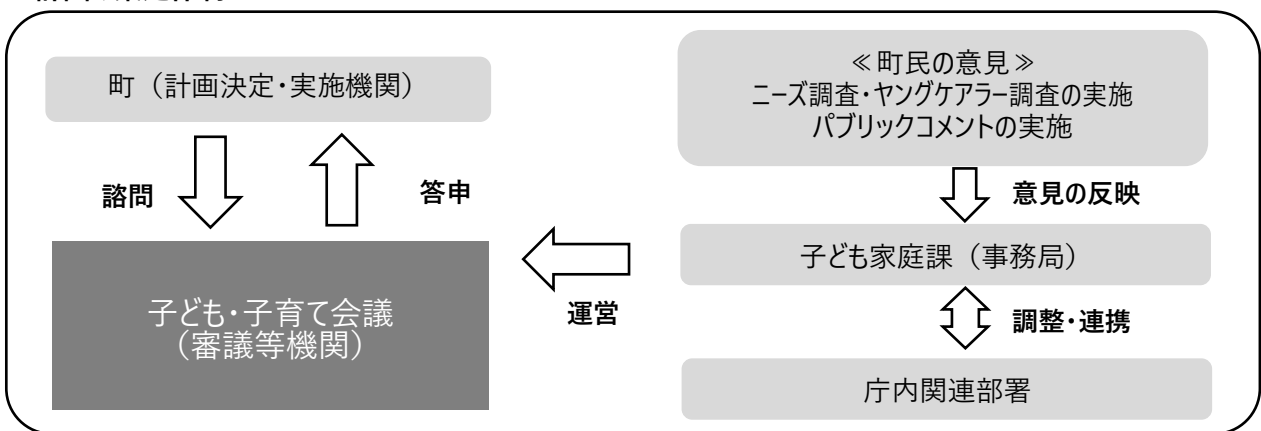 町（計画決定・実施機関）
諮問
答申
子ども・子育て会議
（審議等機関）
運営
≪町民の意見≫
ニーズ調査・ヤングケアラー調査の実施
パブリックコメントの実施
意見の反映
子ども家庭課（事務局）
調整・連携
庁内関連部署